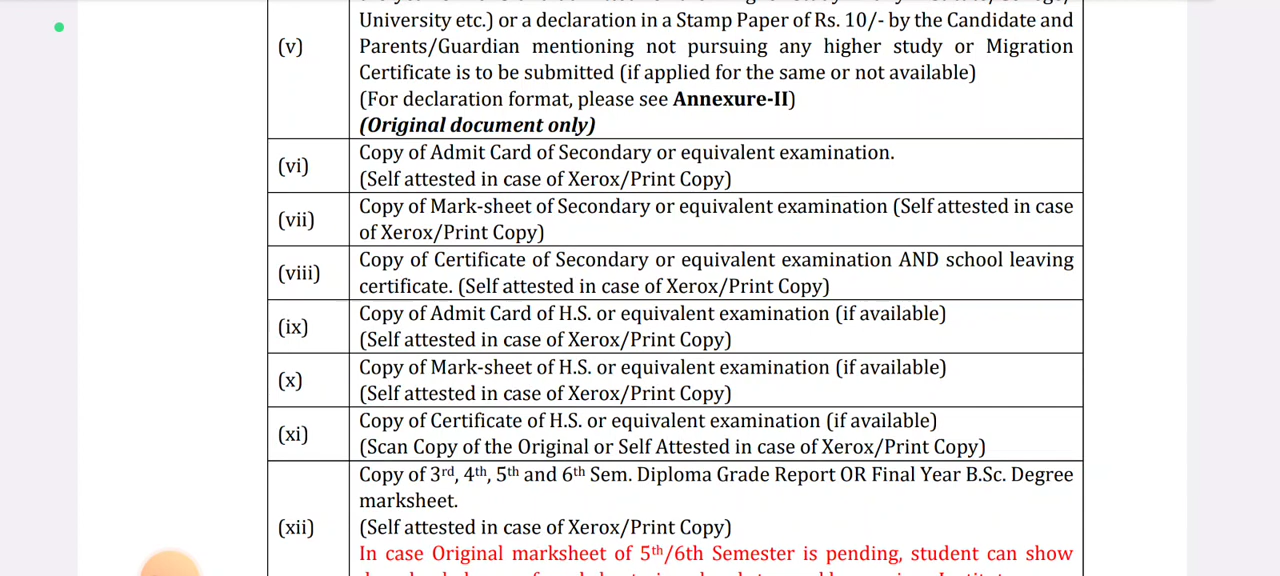 University etc.) or a declaration in a Stamp Paper of Rs. 10/- by the Candidate and
(v)
Parents/Guardian mentioning not pursuing any higher study or Migration
Certificate is to be submitted (if applied for the same or not available)
(For declaration format, please see Annexure-II)
(Original document only)
(vi)
Copy of Admit Card of Secondary or equivalent examination.
(Self attested in case of Xerox/Print Copy)
(vii)
Copy of Mark-sheet of Secondary or equivalent examination (Self attested in case
of Xerox/Print Copy)
(viii)
Copy of Certificate of Secondary or equivalent examination AND school leaving
certificate. (Self attested in case of Xerox/Print Copy)
(ix)
Copy of Admit Card of H.S. or equivalent examination (if available)
(Self attested in case of Xerox/Print Copy)
(x)
Copy of Mark-sheet of H.S. or equivalent examination (if available)
(Self attested in case of Xerox/Print Copy)
(xi)
Copy of Certificate of H.S. or equivalent examination (if available)
(Scan Copy of the Original or Self Attested in case of Xerox/Print Copy)
(xii)
Copy of 3rd, 4th, 5th and 6th Sem. Diploma Grade Report OR Final Year B.Sc. Degree
marksheet.
(Self attested in case of Xerox/Print Copy)
In case Original marksheet of 5th/6th Semester is pending, student can show